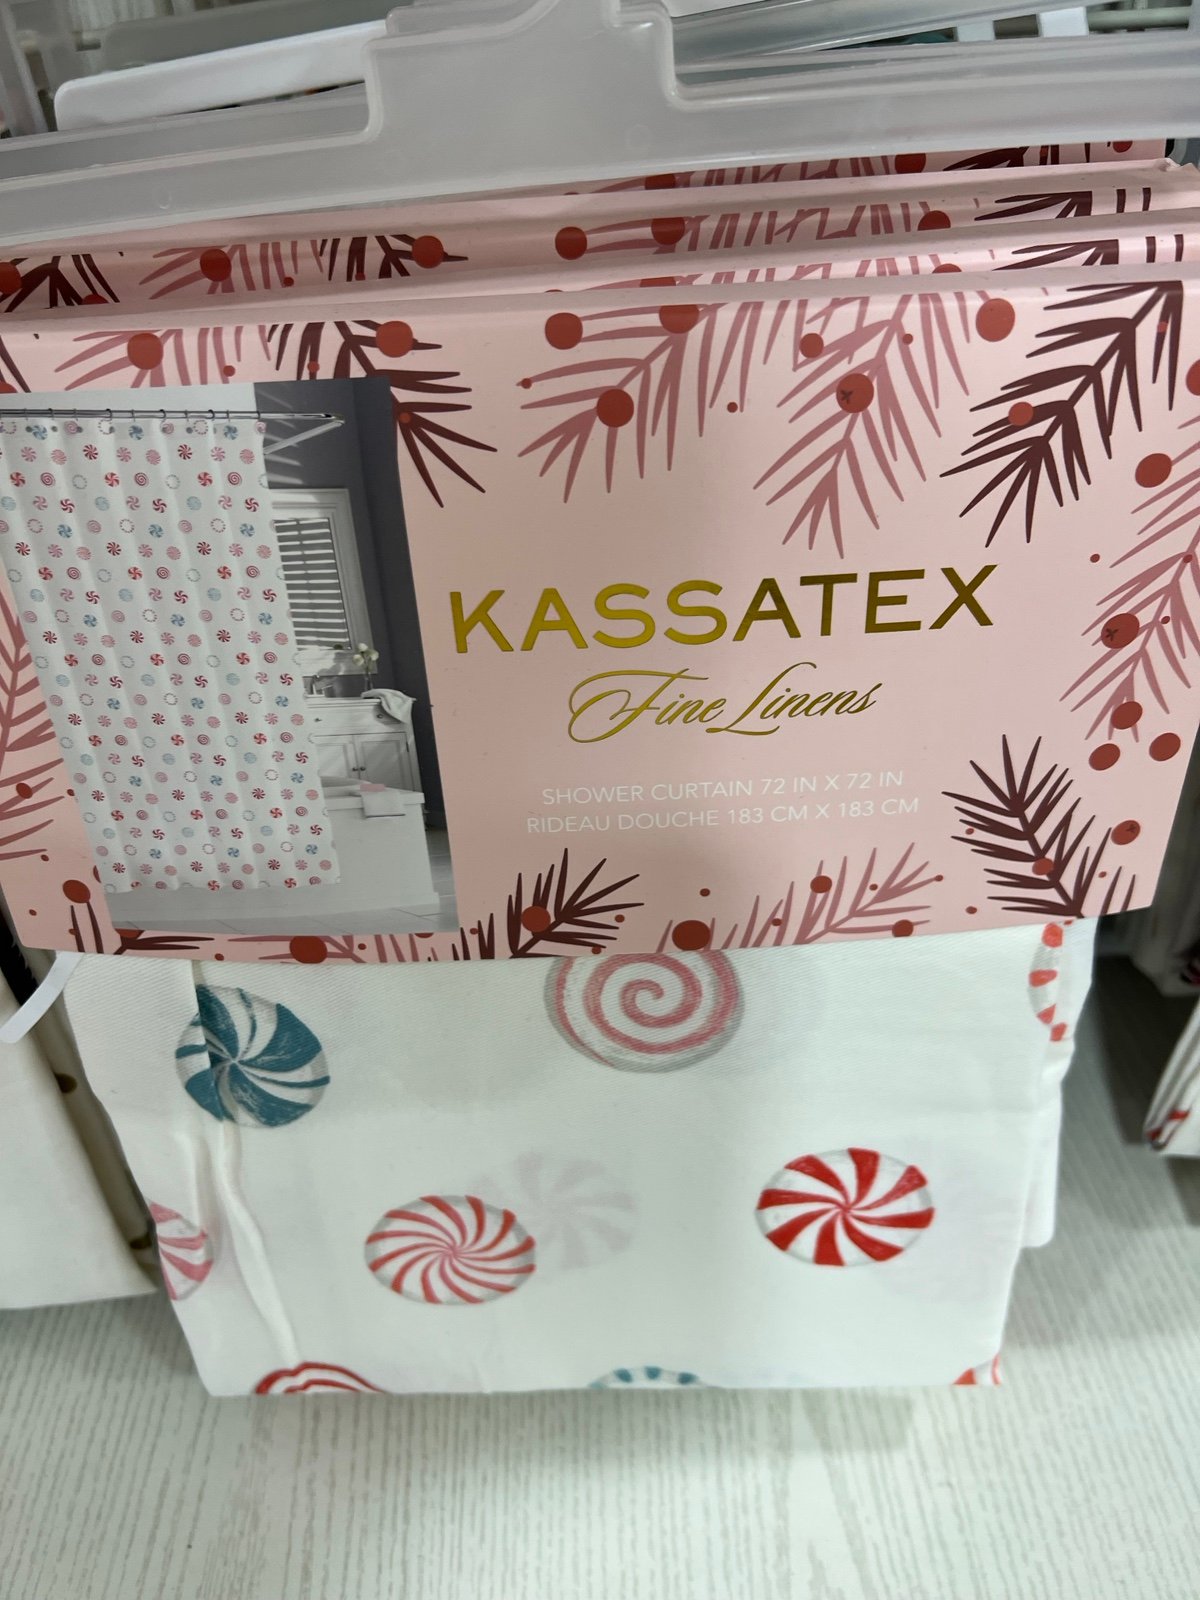 KASSATEX
Fine Linens
SHOWER CURTAIN 72 IN X 72 IN
RIDEAU DOUCHE 183 CM X 183 CM